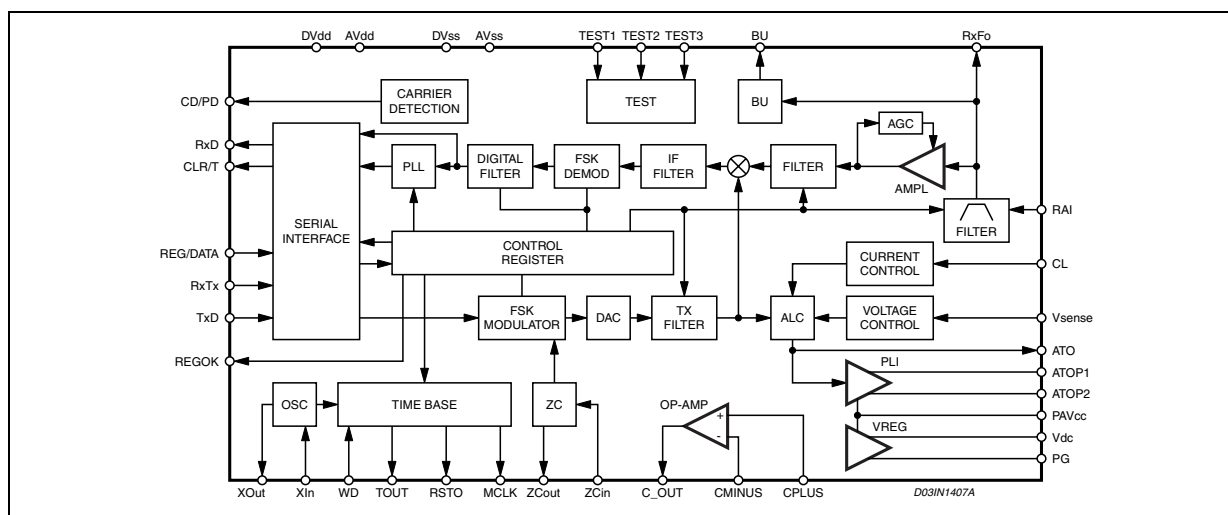 DVdd AVdd DVss AVss TEST1 TEST2 TEST3 BU RxFo
CD/PD
CARRIER
DETECTION
TEST
BU
AGC
RxD
CLR/T
PLL
DIGITAL
FILTER
FSK
DEMOD
IF
FILTER
FILTER
AMPL
SERIAL
INTERFACE
FILTER
RAI
REG/DATA
CONTROL
REGISTER
CURRENT
CONTROL
CL
RxTx
TxD
FSK
MODULATOR
DAC
TX
FILTER
ALC
VOLTAGE
CONTROL
Vsense
REGOK
ATO
PLI
ATOP1
ATOP2
OSC
TIME BASE
ZC
OP-AMP
+
-
PAVcc
VREG
Vdc
PG
XOut XIn WD TOUT RSTO MCLK ZCout ZCin C_OUT CMINUS CPLUS
D03IN1407A